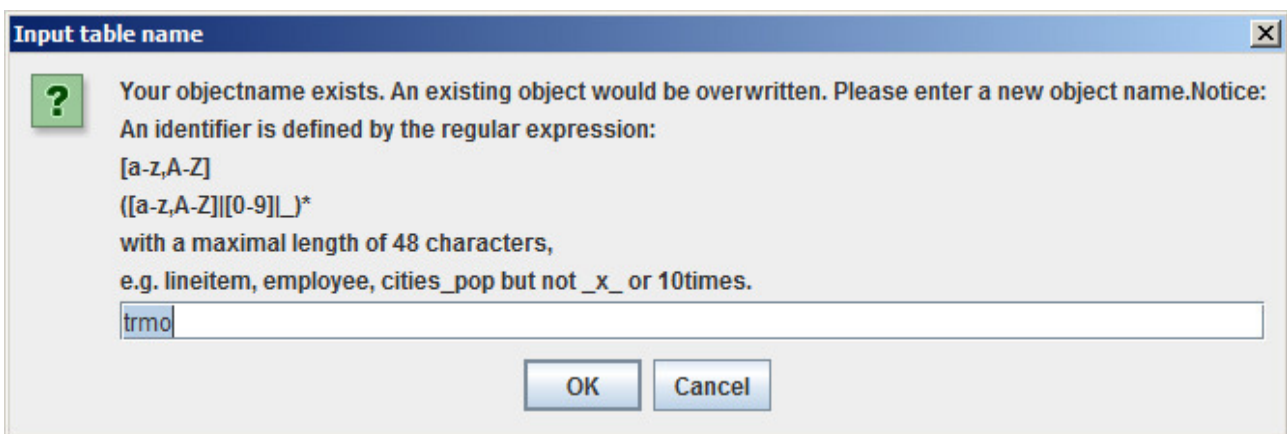 Input table name
Your objectname exists. An existing object would be overwritten. Please enter a new object name.Notice:
An identifier is defined by the regular expression:
[a-z,A-Z]
([a-z,A-Z]|[0-9]|_)*
with a maximal length of 48 characters,
e.g. lineitem, employee, cities_pop but not _x_ or 10times.
trmo
OK Cancel